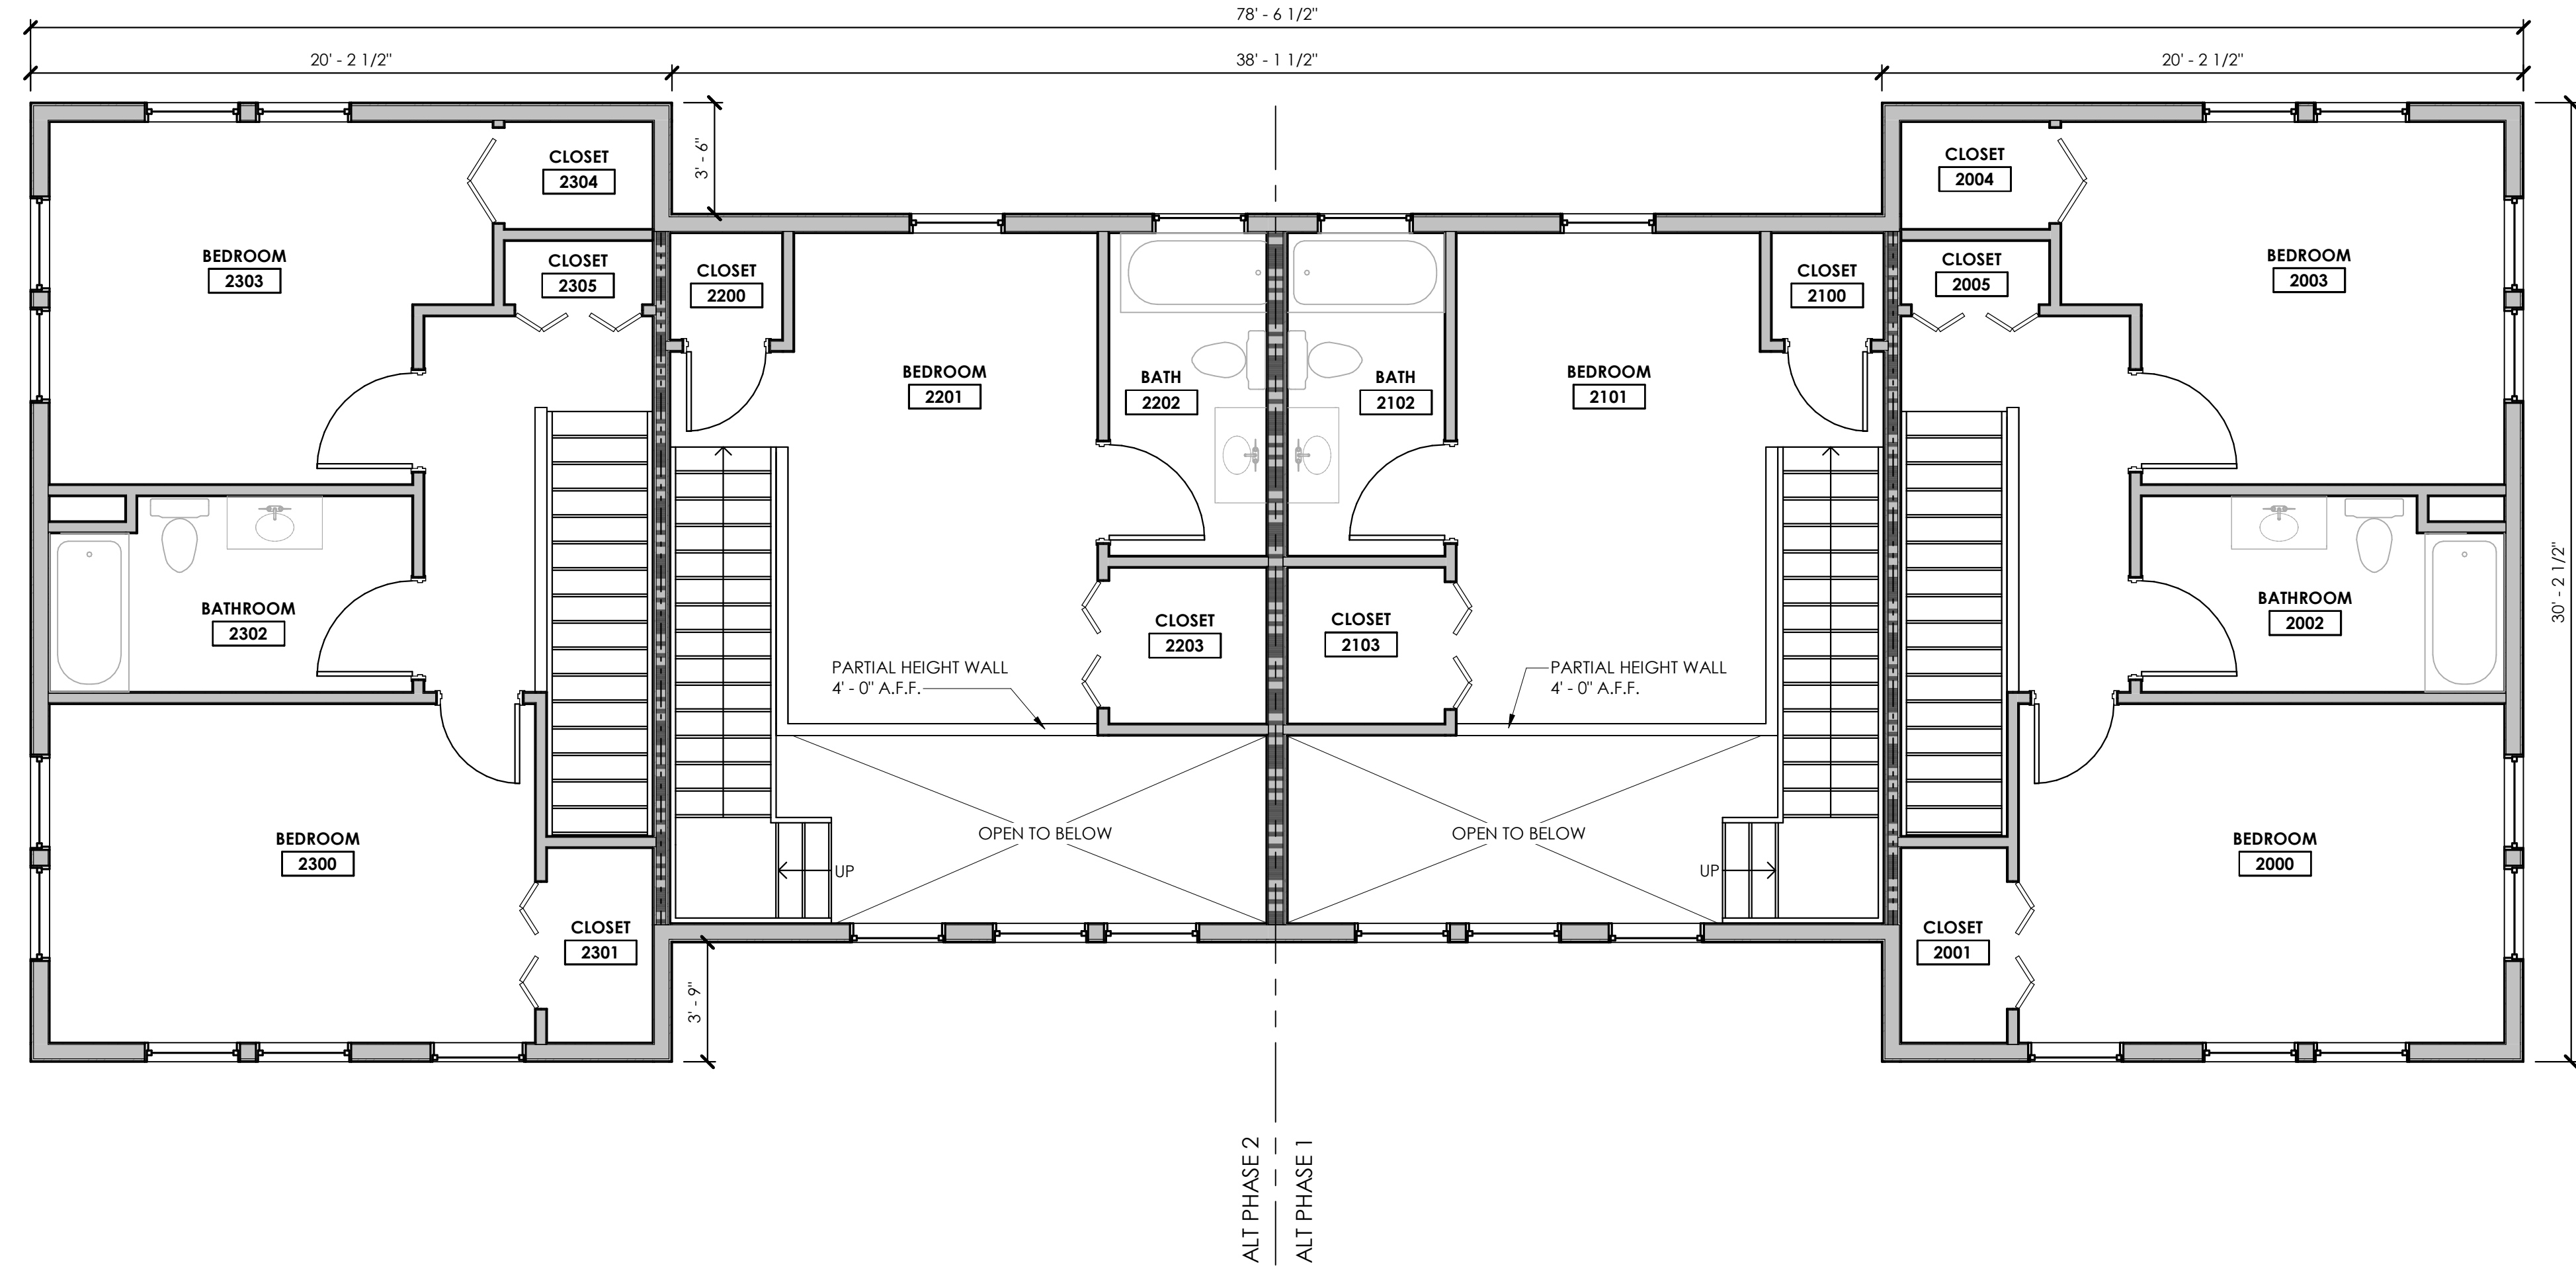 78' - 6 1/2"
20' - 2 1/2"
38' - 1 1/2"
20' - 2 1/2"
3' - 6"
CLOSET
2304
CLOSET
2004
BEDROOM
2303
CLOSET
2305
CLOSET
2200
CLOSET
2100
CLOSET
2005
BEDROOM
2003
BEDROOM
2201
BATH
2202
BATH
2102
BEDROOM
2101
BATHROOM
2302
CLOSET
2203
CLOSET
2103
BATHROOM
2002
30' - 2 1/2"
PARTIAL HEIGHT WALL
4' - 0" A.F.F.
PARTIAL HEIGHT WALL
4' - 0" A.F.F.
OPEN TO BELOW
OPEN TO BELOW
BEDROOM
2300
UP
UP
BEDROOM
2000
CLOSET
2301
CLOSET
2001
3' - 9"
ALT PHASE 2
ALT PHASE 1